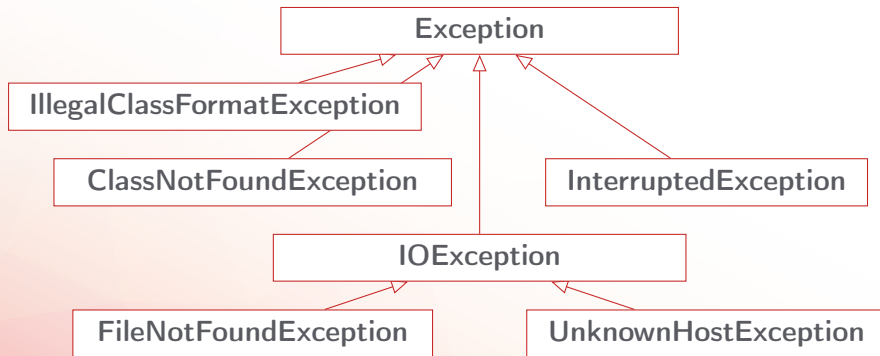 Exception
IllegalClassFormatException
ClassNotFoundException
InterruptedException
IOException
FileNotFoundException
UnknownHostException